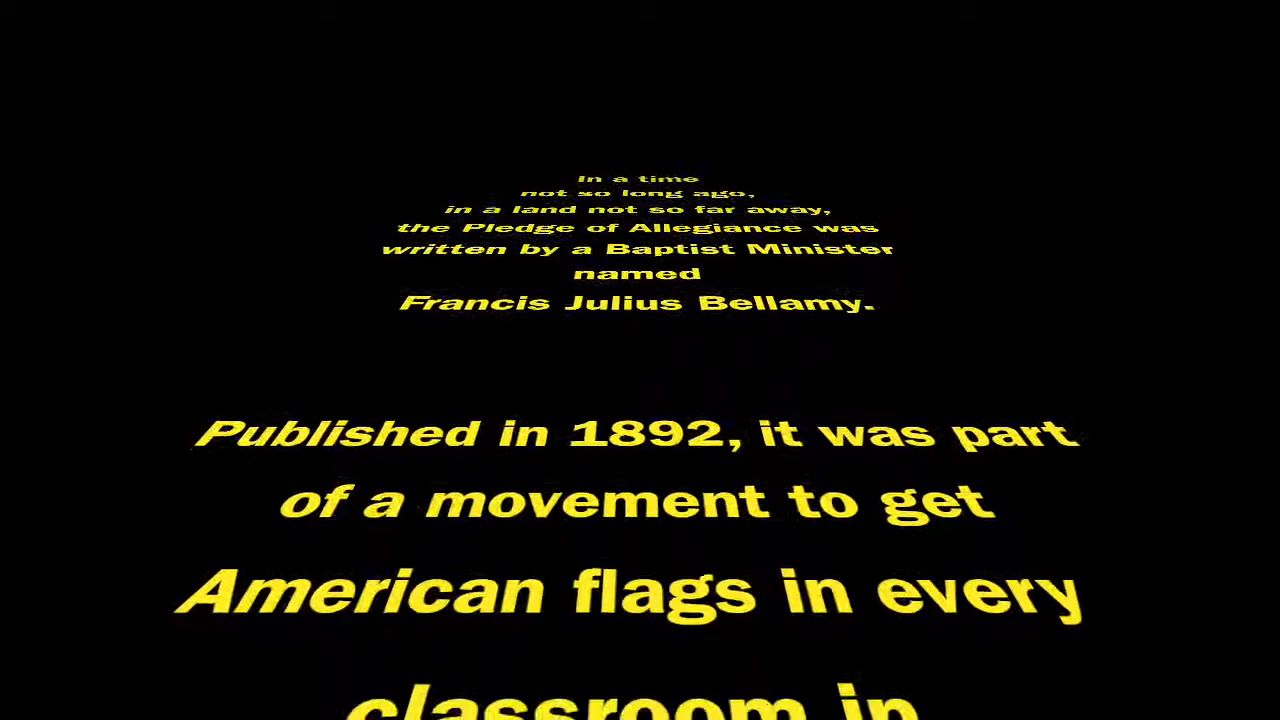 In a time
not so long ago,
in a land not so far away,
the Pledge of Allegiance was
written by a Baptist Minister
named
Francis Julius Bellamy.
Published in 1892, it was part
of a movement to get
American flags in every
classroom in